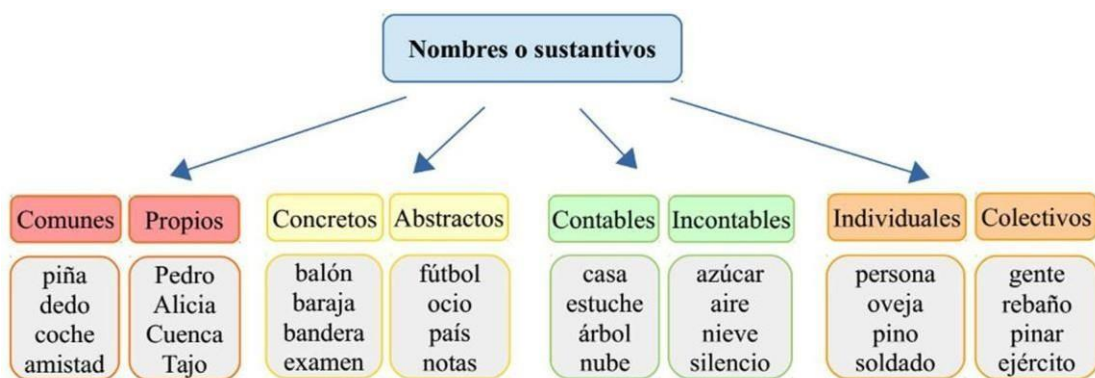 Nombres o sustantivos
Comunes
Propios
Concretos
Abstractos
Contables
Incontables
Individuales
Colectivos
piña
dedo
coche
amistad
Pedro
Alicia
Cuenca
Tajo
balón
baraja
bandera
examen
fútbol
ocio
país
notas
casa
estuche
árbol
nube
azúcar
aire
nieve
silencio
persona
oveja
pino
soldado
gente
rebaño
pinar
ejército